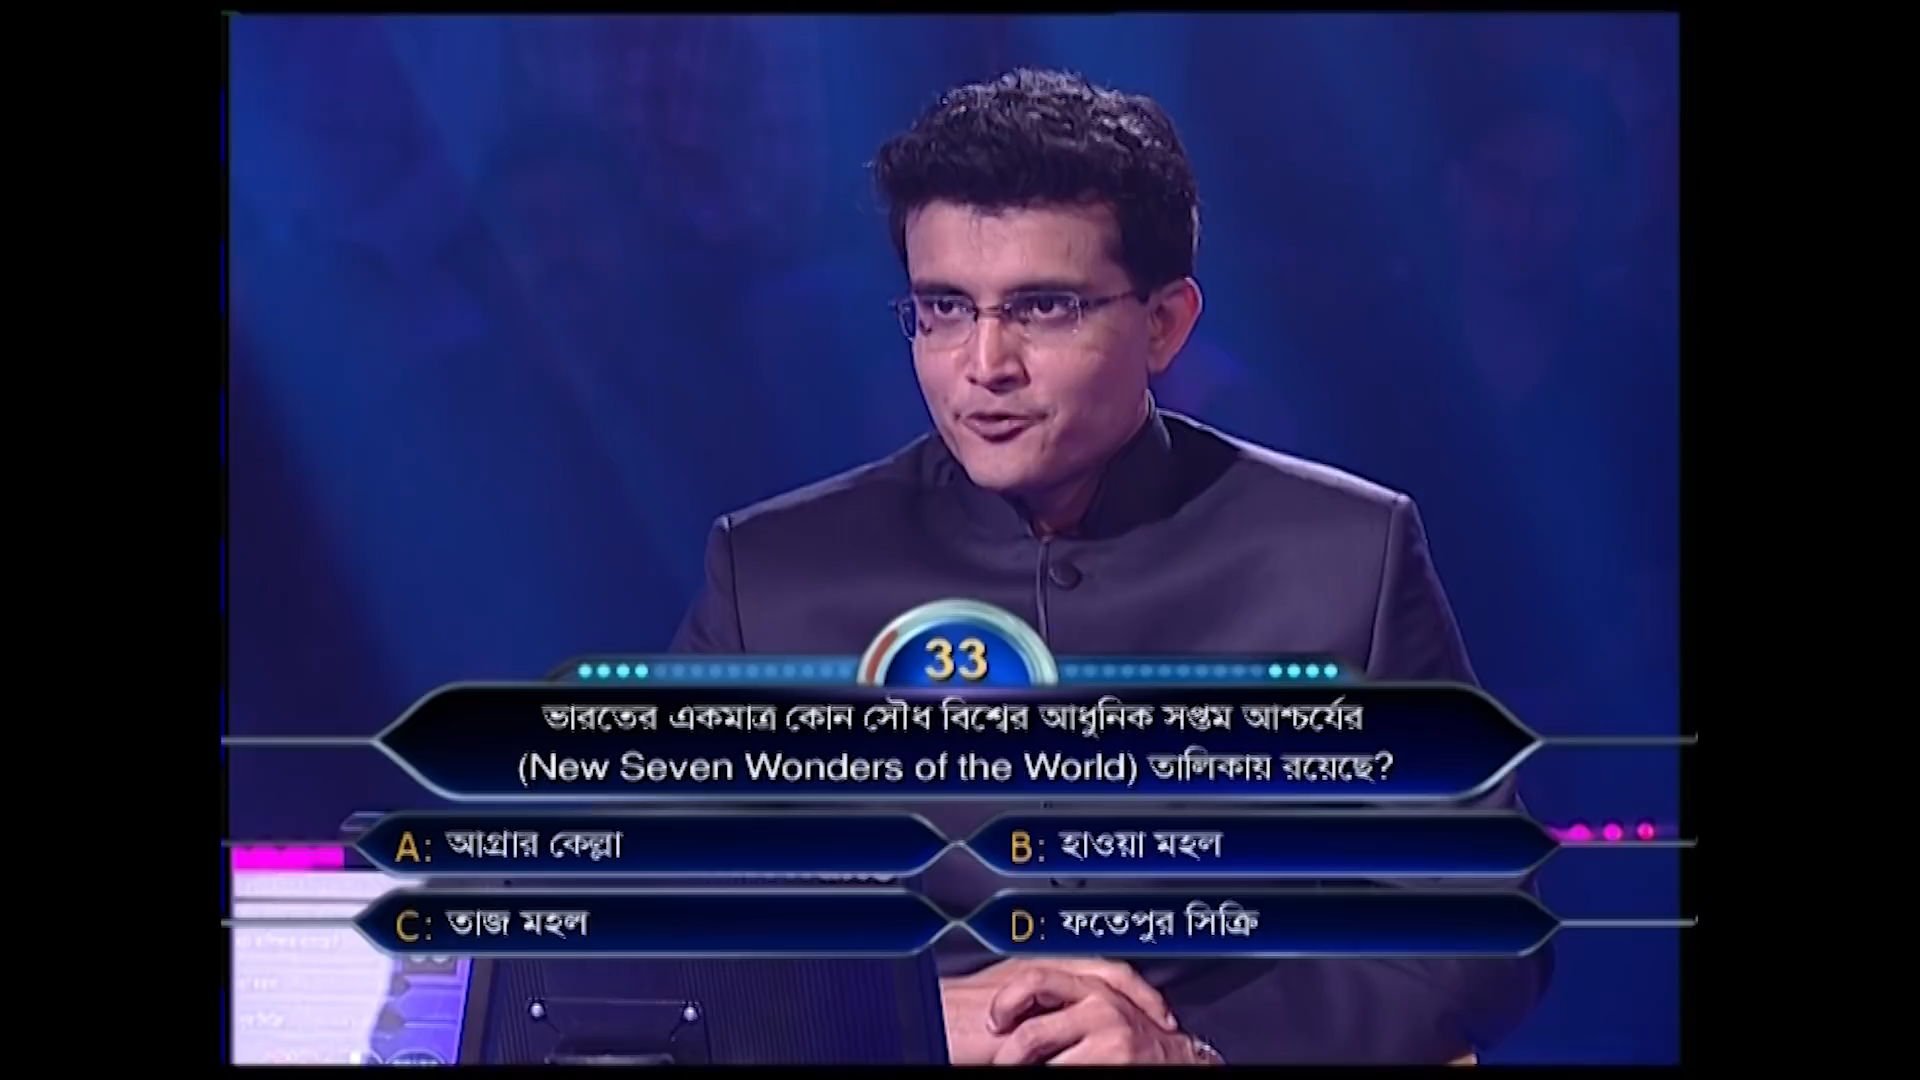 33
ভারতের একমাত্র কোন সৌধ বিশ্বের আধুনিক সপ্তম আশ্চর্যের
(New Seven Wonders of the World) তালিকায় রয়েছে?
A: আগ্রার কেল্লা
B: হাওয়া মহল
C: তাজ মহল
D: ফতেপুর সিক্রি